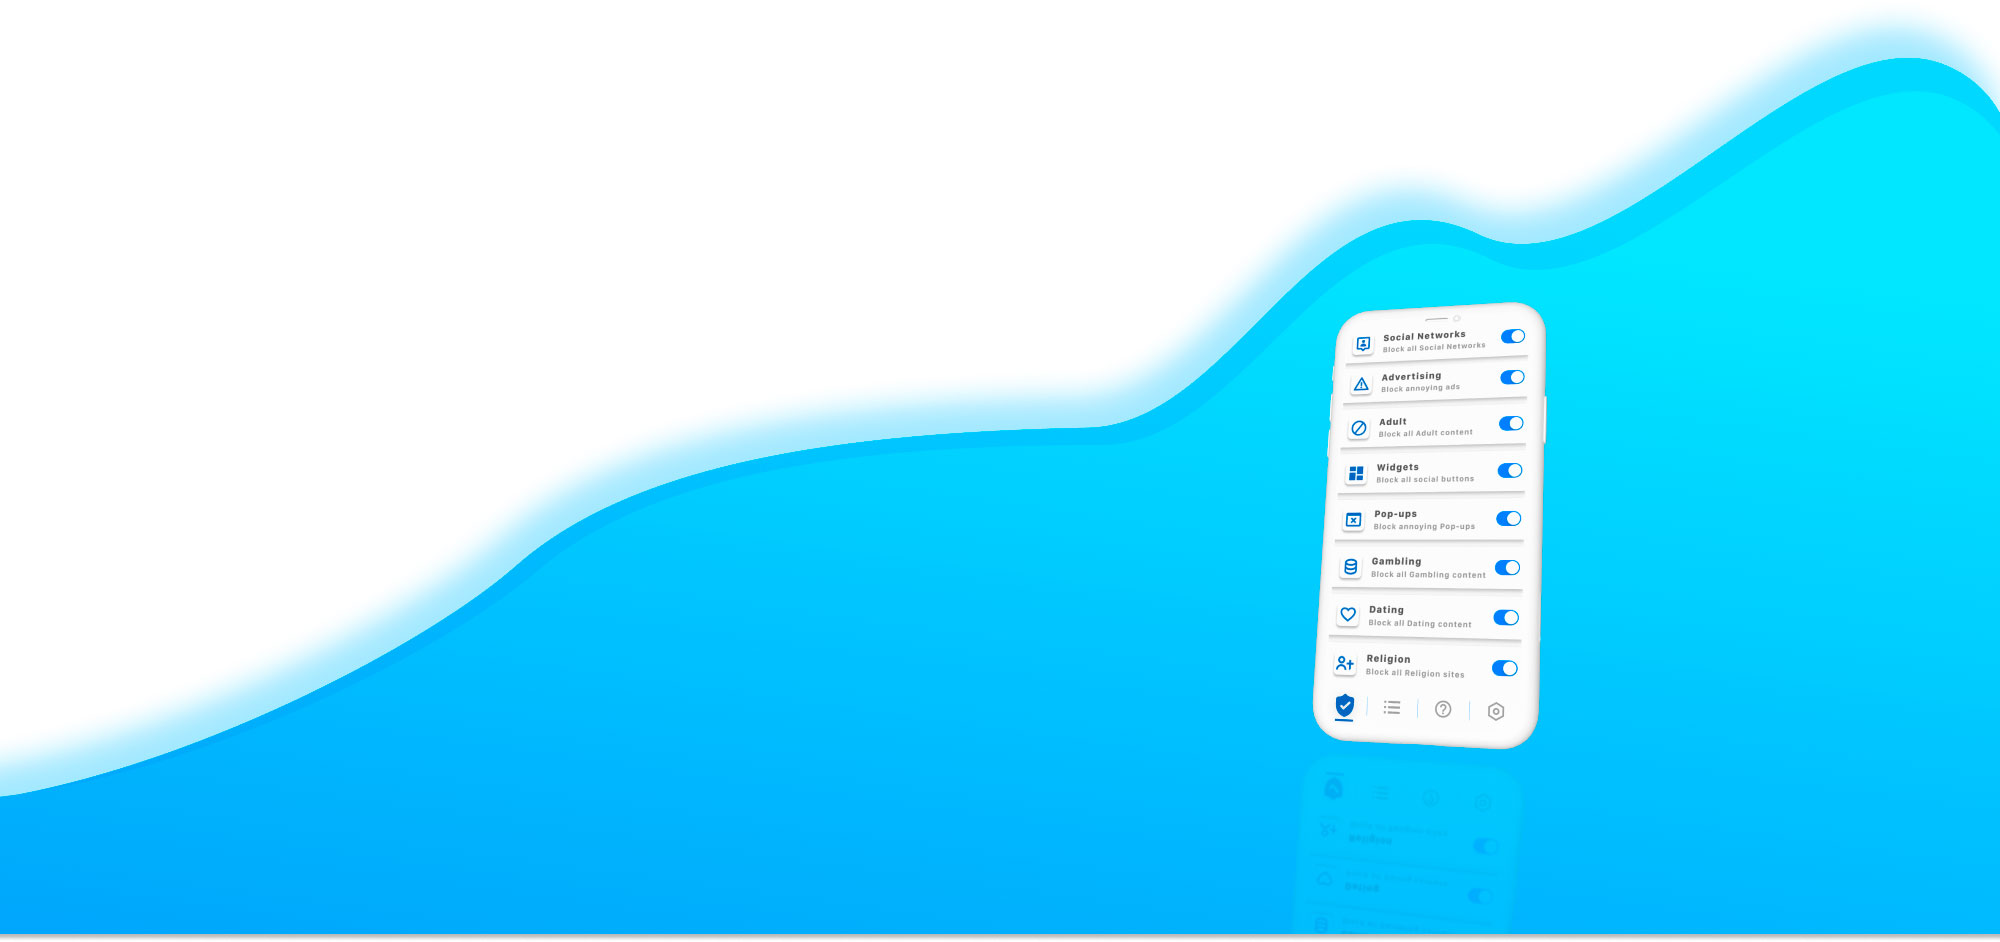 Social Networks
Block all Social Networks
Advertising
Block annoying ads
Adult
Block all Adult content
Widgets
Block all social buttons
Pop-ups
Block annoying Pop-ups
Gambling
Block all Gambling content
Dating
Block all Dating content
Religion
Block all Religion sites